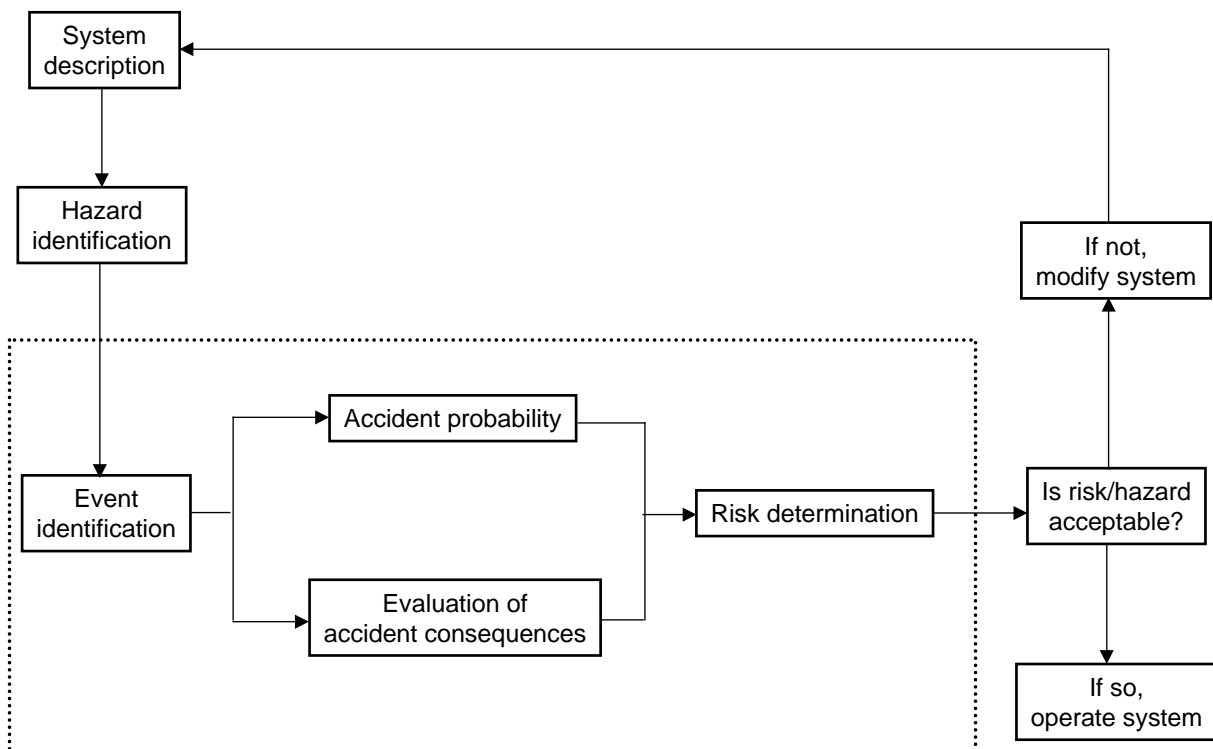 System
description
Hazard
identification
If not,
modify system
Accident probability
Event
identification
Risk determination
Is risk/hazard
acceptable?
Evaluation of
accident consequences
If so,
operate system